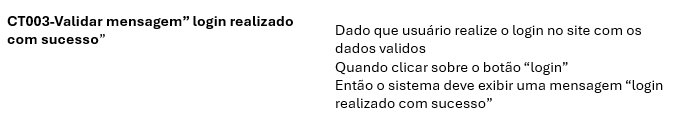 CT003-Validar mensagem” login realizado
com sucesso”
Dado que usuário realize o login no site com os
dados validos
Quando clicar sobre o botão “login”
Então o sistema deve exibir uma mensagem “login
realizado com sucesso”